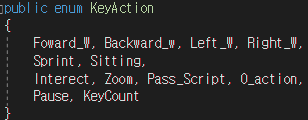 public enum KeyAction
{
Foward_W, Backward_w, Left_W, Right_W,
Sprint, Sitting,
Interect, Zoom, Pass_Script, O_action,
Pause, KeyCount
}